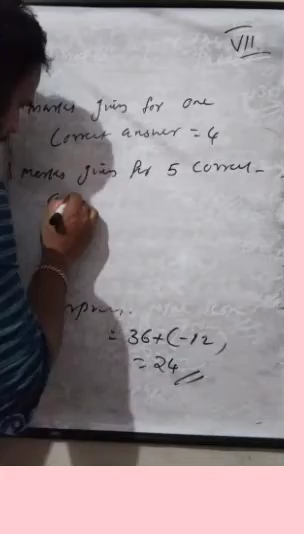 VII
marks given for one
Correct answer = 4
marks given for 5 correct-
= 36+(-12)
= 24